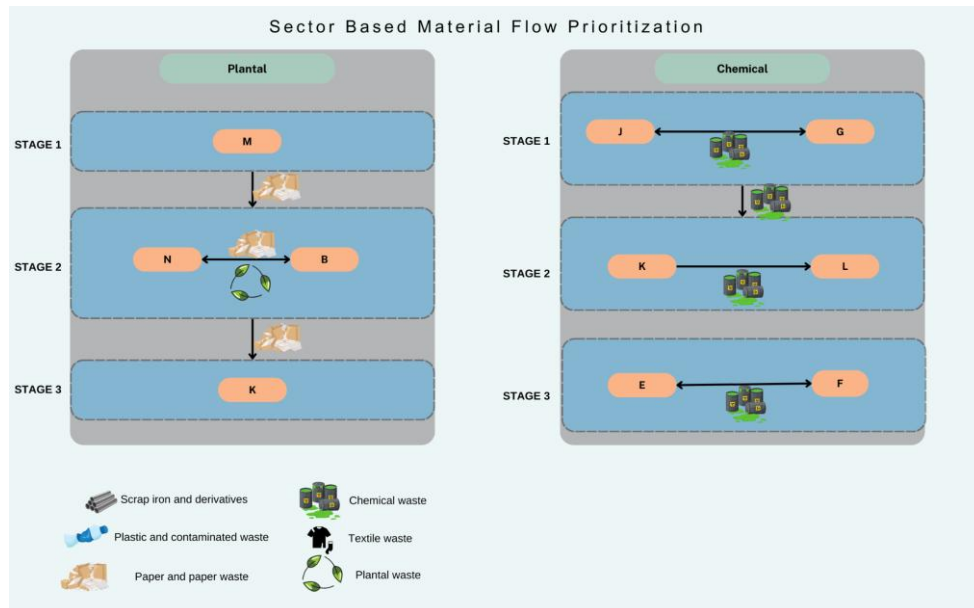 Sector Based Material Flow Prioritization
Plantal
Chemical
STAGE 1
M
STAGE 1
J
G
STAGE 2
N
B
STAGE 2
K
L
STAGE 3
K
STAGE 3
E
F
Scrap iron and derivatives
Chemical waste
Plastic and contaminated waste
Textile waste
Paper and paper waste
Plantal waste